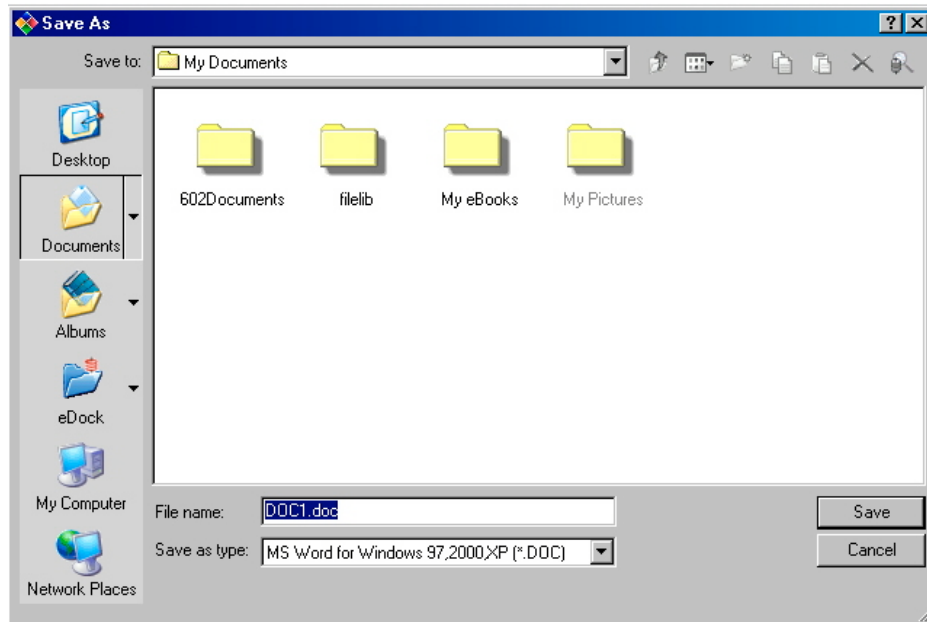 Save As
Save to: My Documents
Desktop
Documents
Albums
eDock
My Computer
Network Places
602Documents filelib My eBooks My Pictures
File name: DOC1.doc
Save as type: MS Word for Windows 97,2000,XP (*.DOC)
Save
Cancel